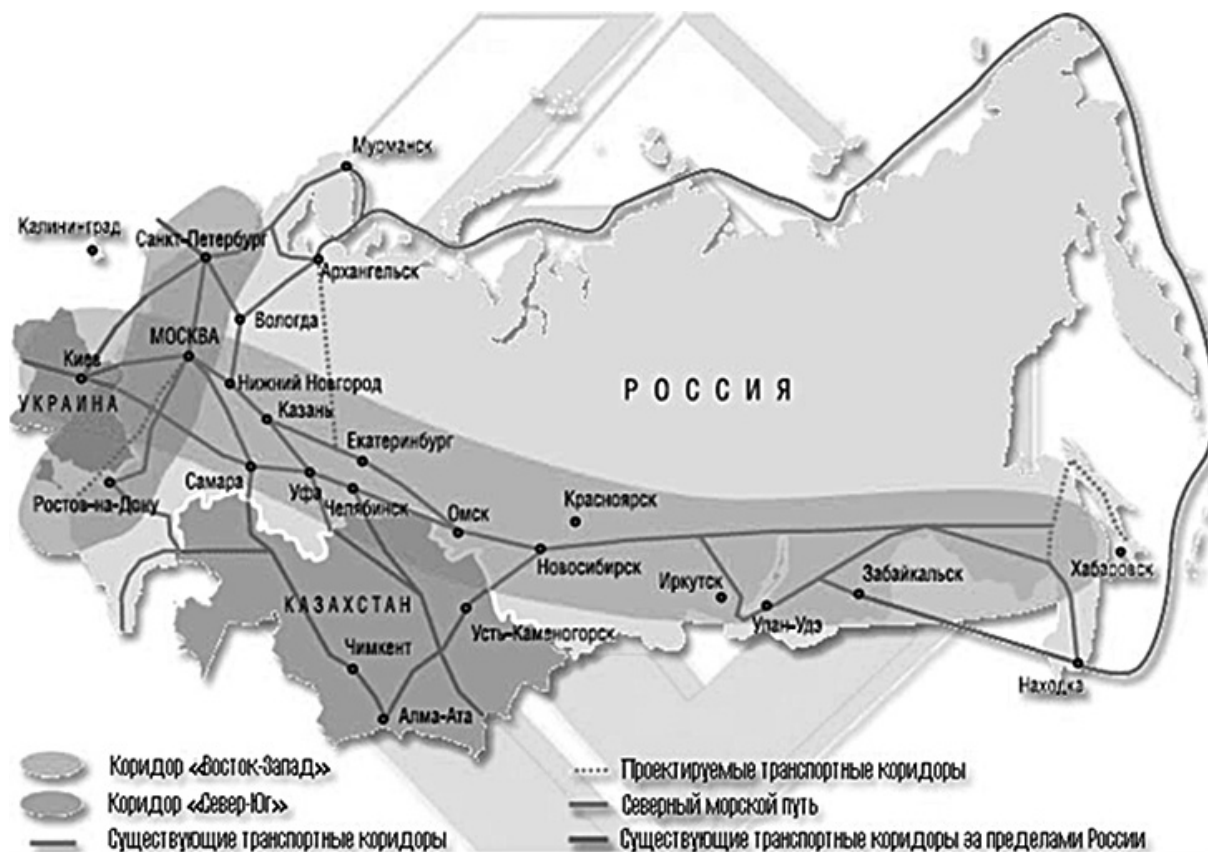 Мурманск
Калининград
Санкт-Петербург
Архангельск
Вологда
МОСКВА
Киев
Нижний Новгород
РОССИЯ
УКРАИНА
Казань
Екатеринбург
Самара
Уфа
Ростов-на-Дону
Челябинск
Омск
Красноярск
Новосибирск
Иркутск
Забайкальск
Хабаровск
КАЗАХСТАН
Усть-Каменогорск
Улан-Удэ
Чимкент
Находка
Алма-Ата
Коридор «Восток-Запад»
Проектируемые транспортные коридоры
Коридор «Север-Юг»
Северный морской путь
Существующие транспортные коридоры
Существующие транспортные коридоры за пределами России